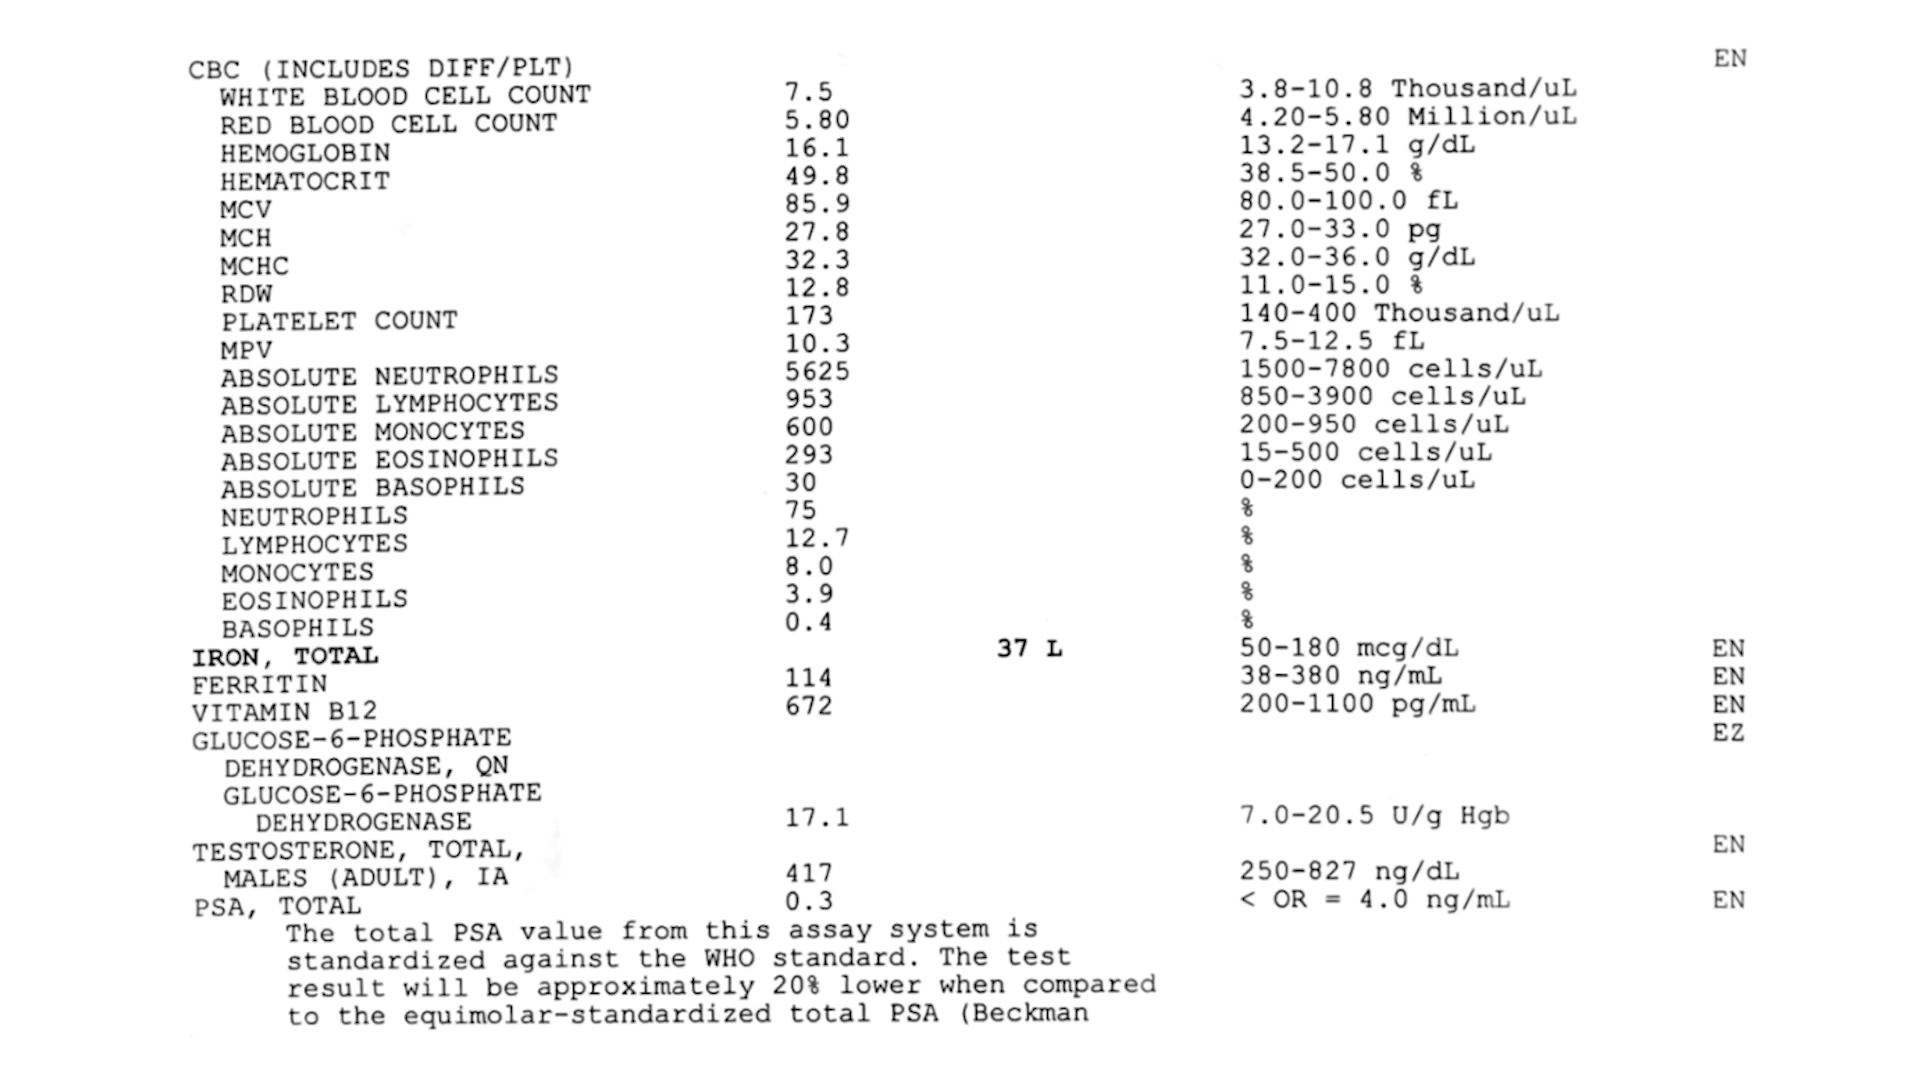 CBC (INCLUDES DIFF/PLT) EN
WHITE BLOOD CELL COUNT 7.5 3.8-10.8 Thousand/uL
RED BLOOD CELL COUNT 5.80 4.20-5.80 Million/uL
HEMOGLOBIN 16.1 13.2-17.1 g/dL
HEMATOCRIT 49.8 38.5-50.0 %
MCV 85.9 80.0-100.0 fL
MCH 27.8 27.0-33.0 pg
MCHC 32.3 32.0-36.0 g/dL
RDW 12.8 11.0-15.0 %
PLATELET COUNT 173 140-400 Thousand/uL
MPV 10.3 7.5-12.5 fL
ABSOLUTE NEUTROPHILS 5625 1500-7800 cells/uL
ABSOLUTE LYMPHOCYTES 953 850-3900 cells/uL
ABSOLUTE MONOCYTES 600 200-950 cells/uL
ABSOLUTE EOSINOPHILS 293 15-500 cells/uL
ABSOLUTE BASOPHILS 30 0-200 cells/uL
NEUTROPHILS 75 %
LYMPHOCYTES 12.7 %
MONOCYTES 8.0 %
EOSINOPHILS 3.9 %
BASOPHILS 0.4 %
IRON, TOTAL 37 L 50-180 mcg/dL EN
FERRITIN 114 38-380 ng/mL EN
VITAMIN B12 672 200-1100 pg/mL EN
GLUCOSE-6-PHOSPHATE EZ
DEHYDROGENASE, QN
GLUCOSE-6-PHOSPHATE
DEHYDROGENASE 17.1 7.0-20.5 U/g Hgb
TESTOSTERONE, TOTAL, EN
MALES (ADULT), IA 417 250-827 ng/dL
PSA, TOTAL 0.3 < OR = 4.0 ng/mL EN
The total PSA value from this assay system is
standardized against the WHO standard. The test
result will be approximately 20% lower when compared
to the equimolar-standardized total PSA (Beckman